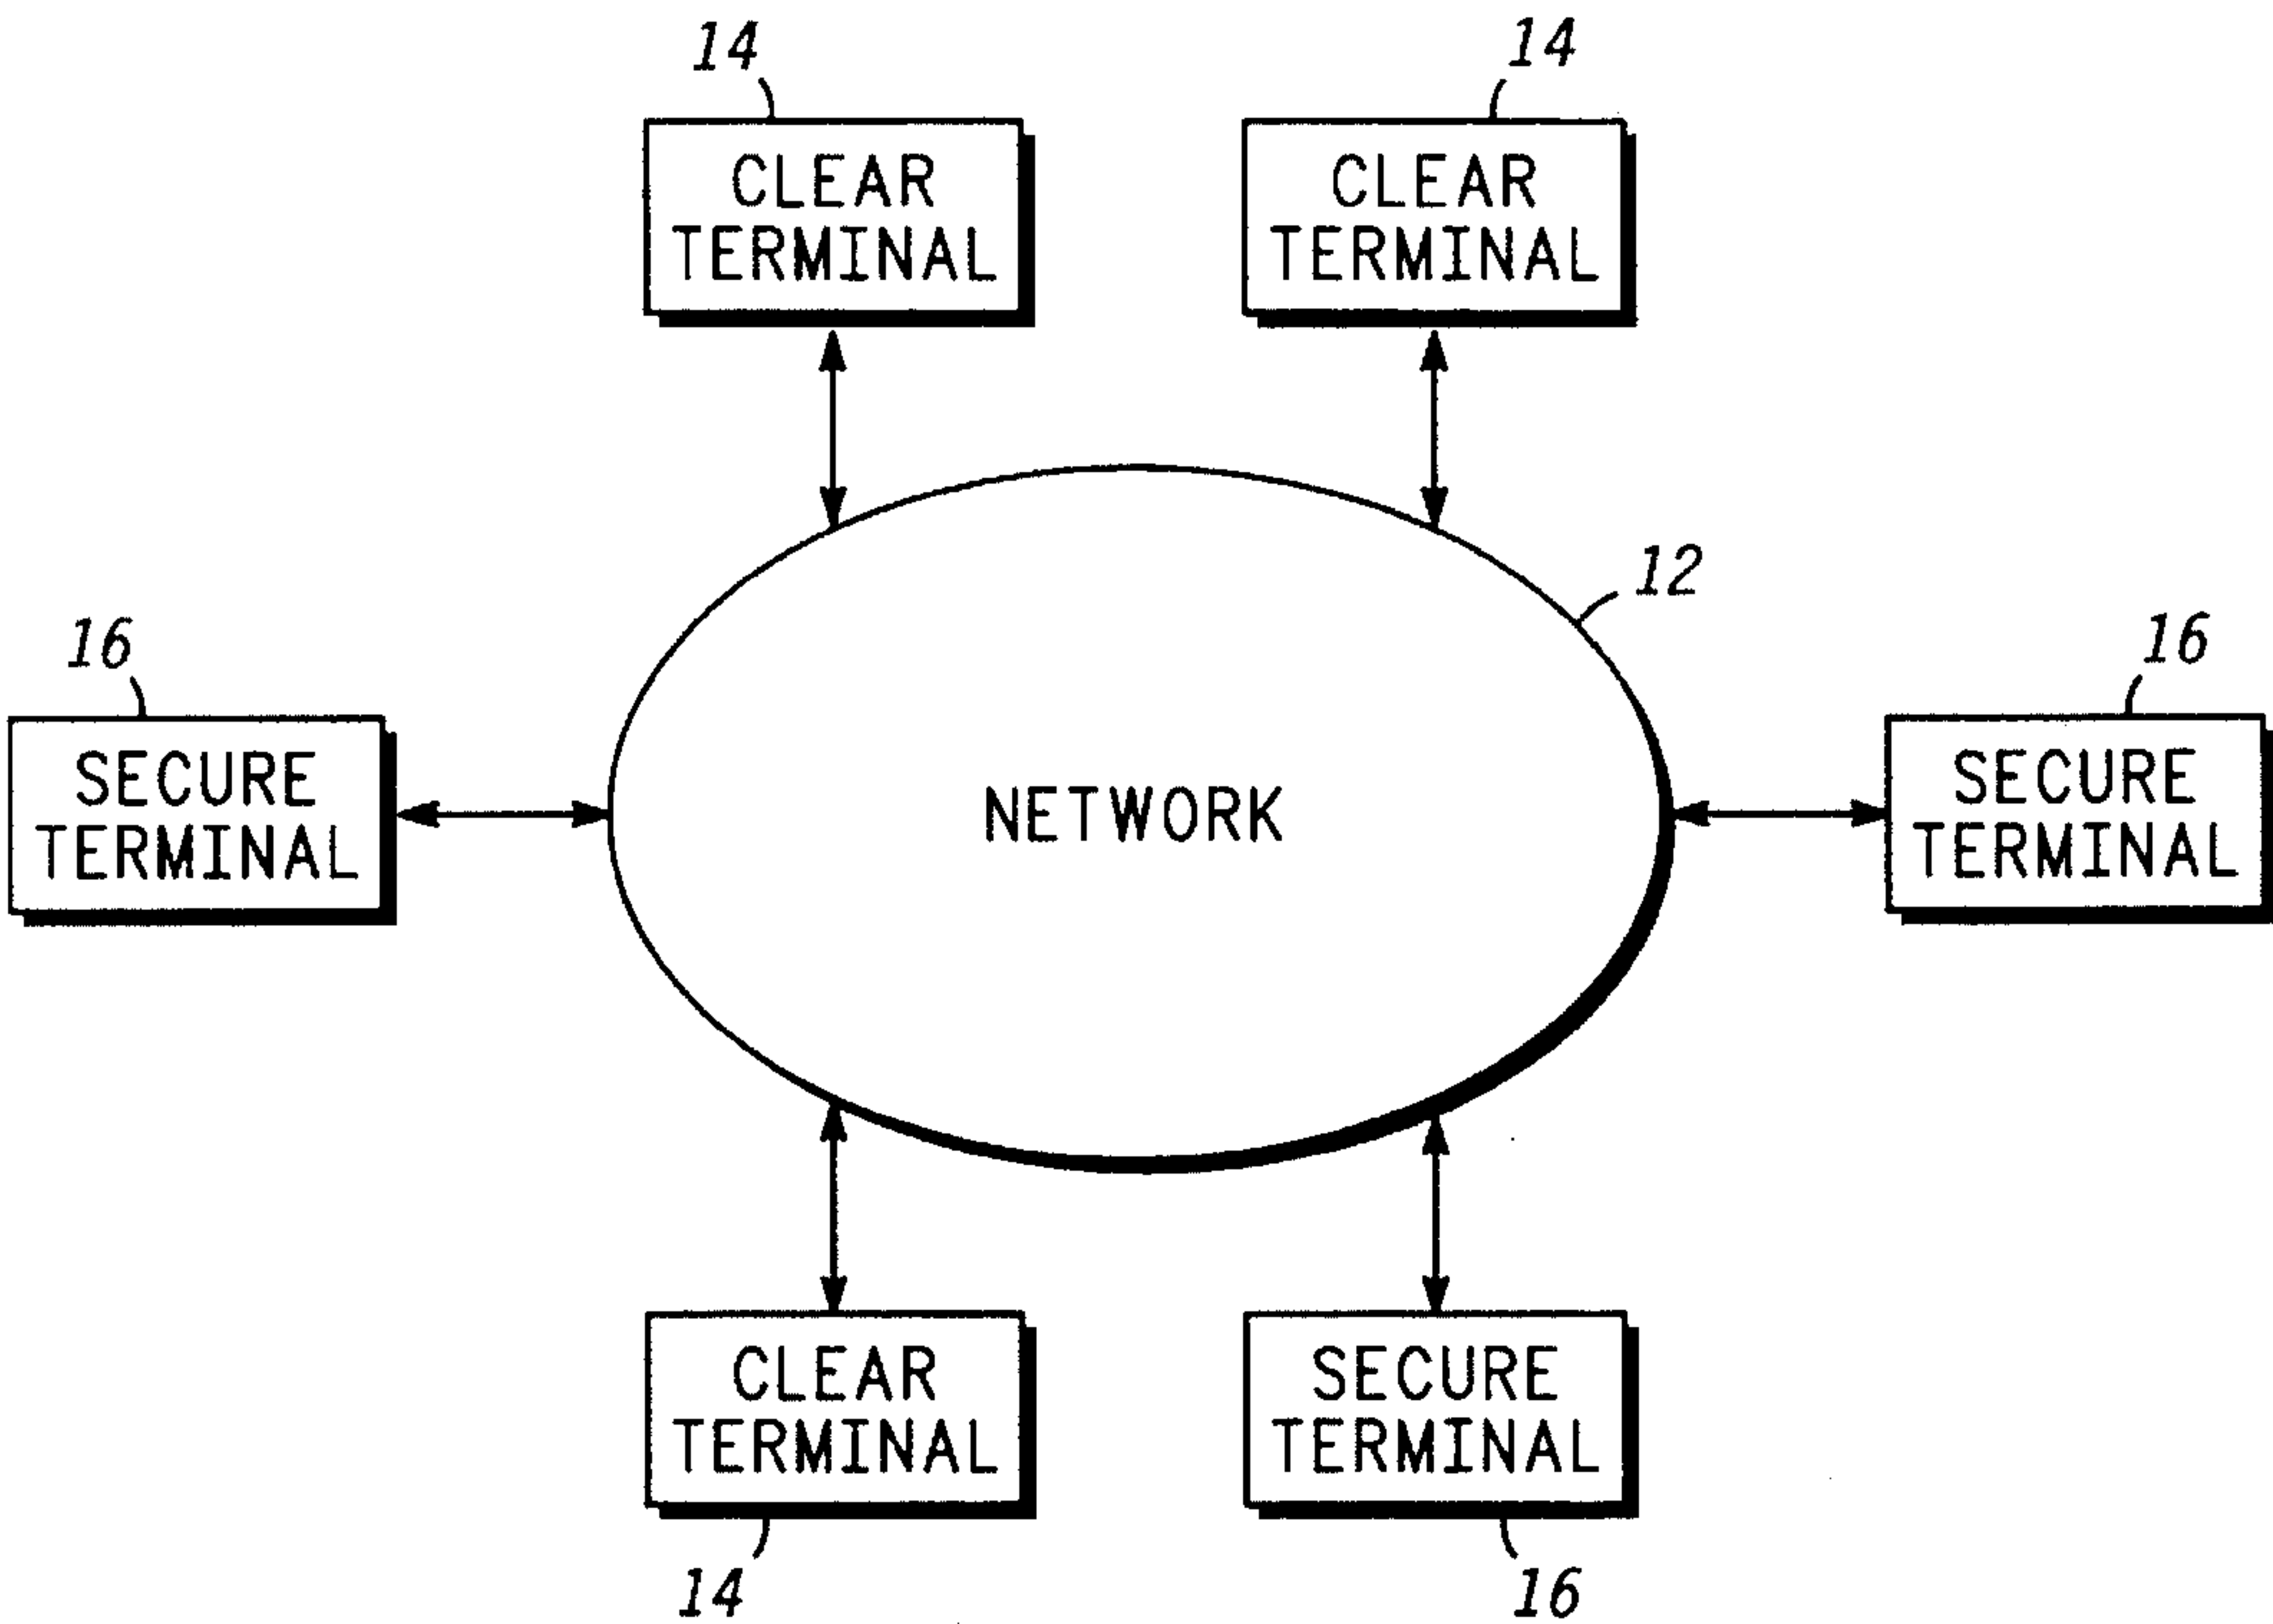 14
14
CLEAR
TERMINAL
CLEAR
TERMINAL
12
16
16
SECURE
TERMINAL
NETWORK
SECURE
TERMINAL
CLEAR
TERMINAL
SECURE
TERMINAL
14
16